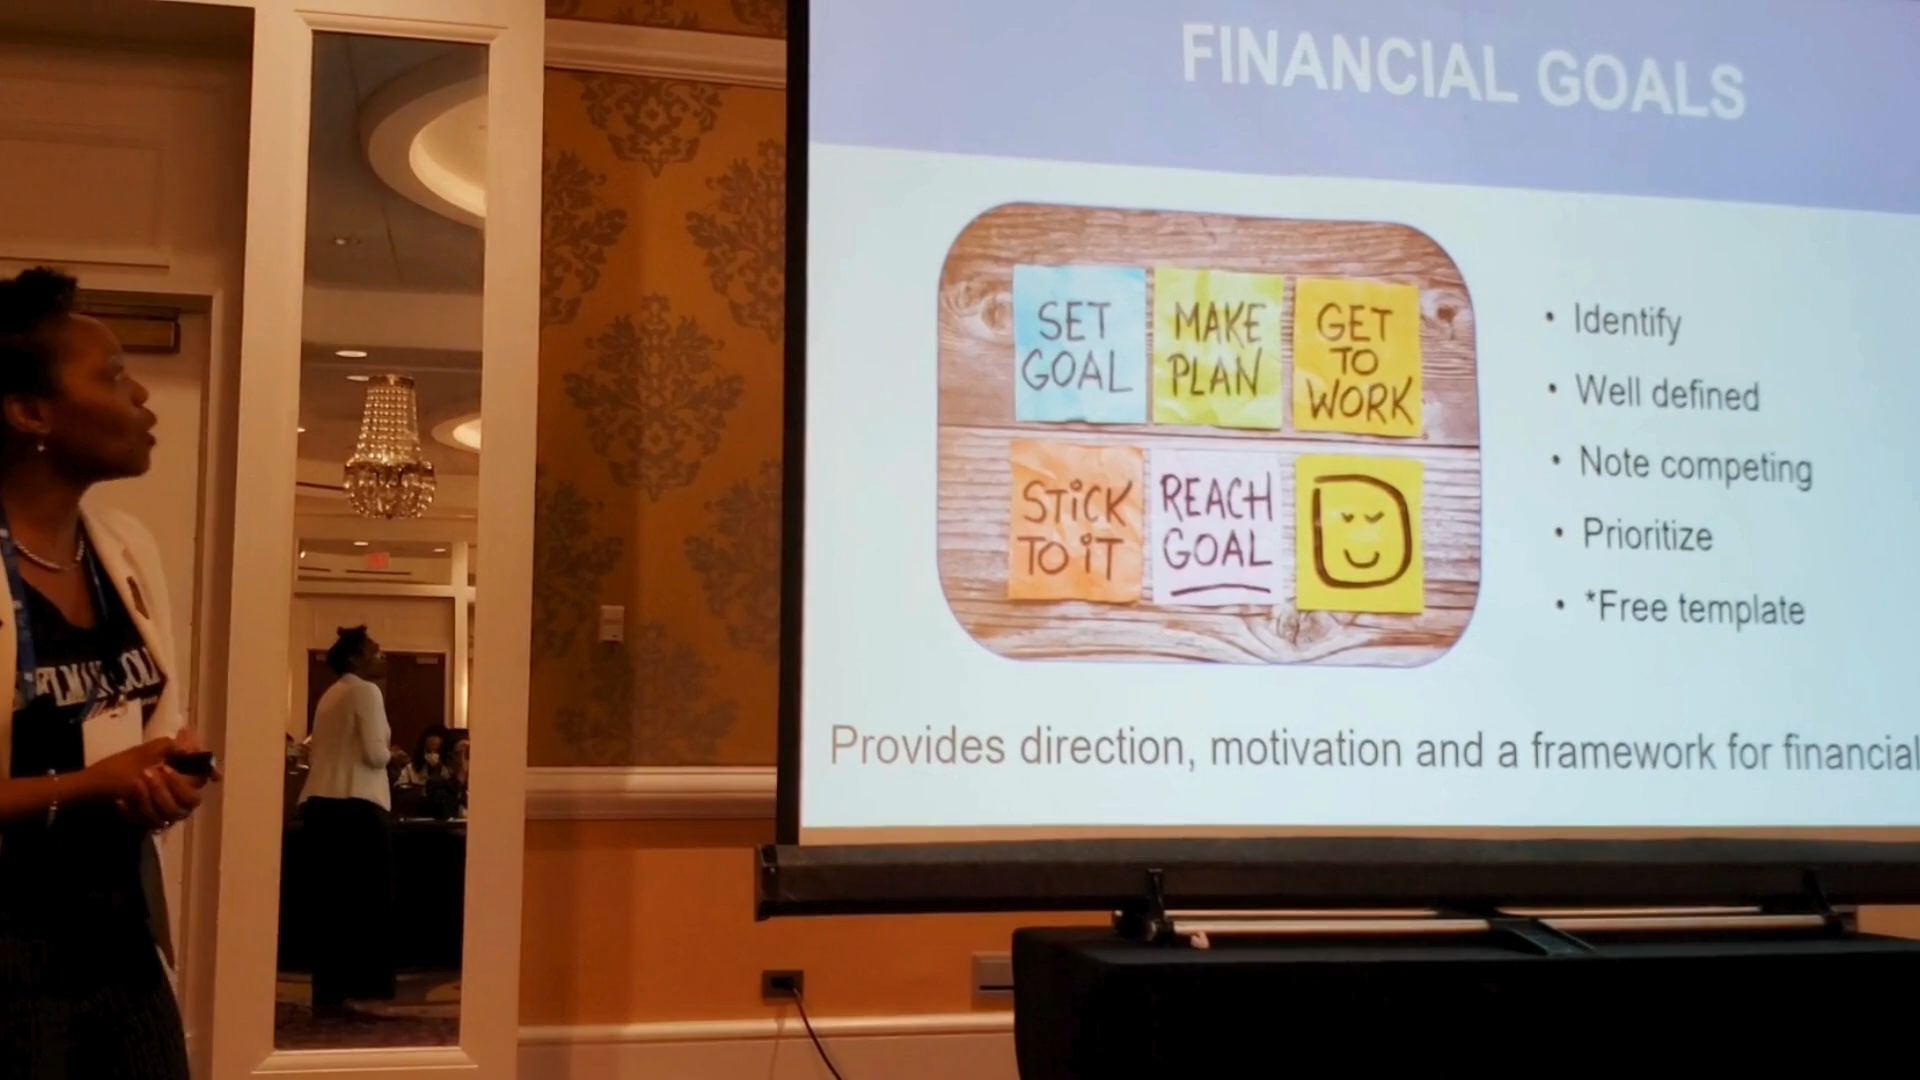 FINANCIAL GOALS
SET
GOAL
MAKE
PLAN
GET
TO
WORK
STiCK
TO iT
REACH
GOAL
• Identify
• Well defined
• Note competing
• Prioritize
• *Free template
Provides direction, motivation and a framework for financial